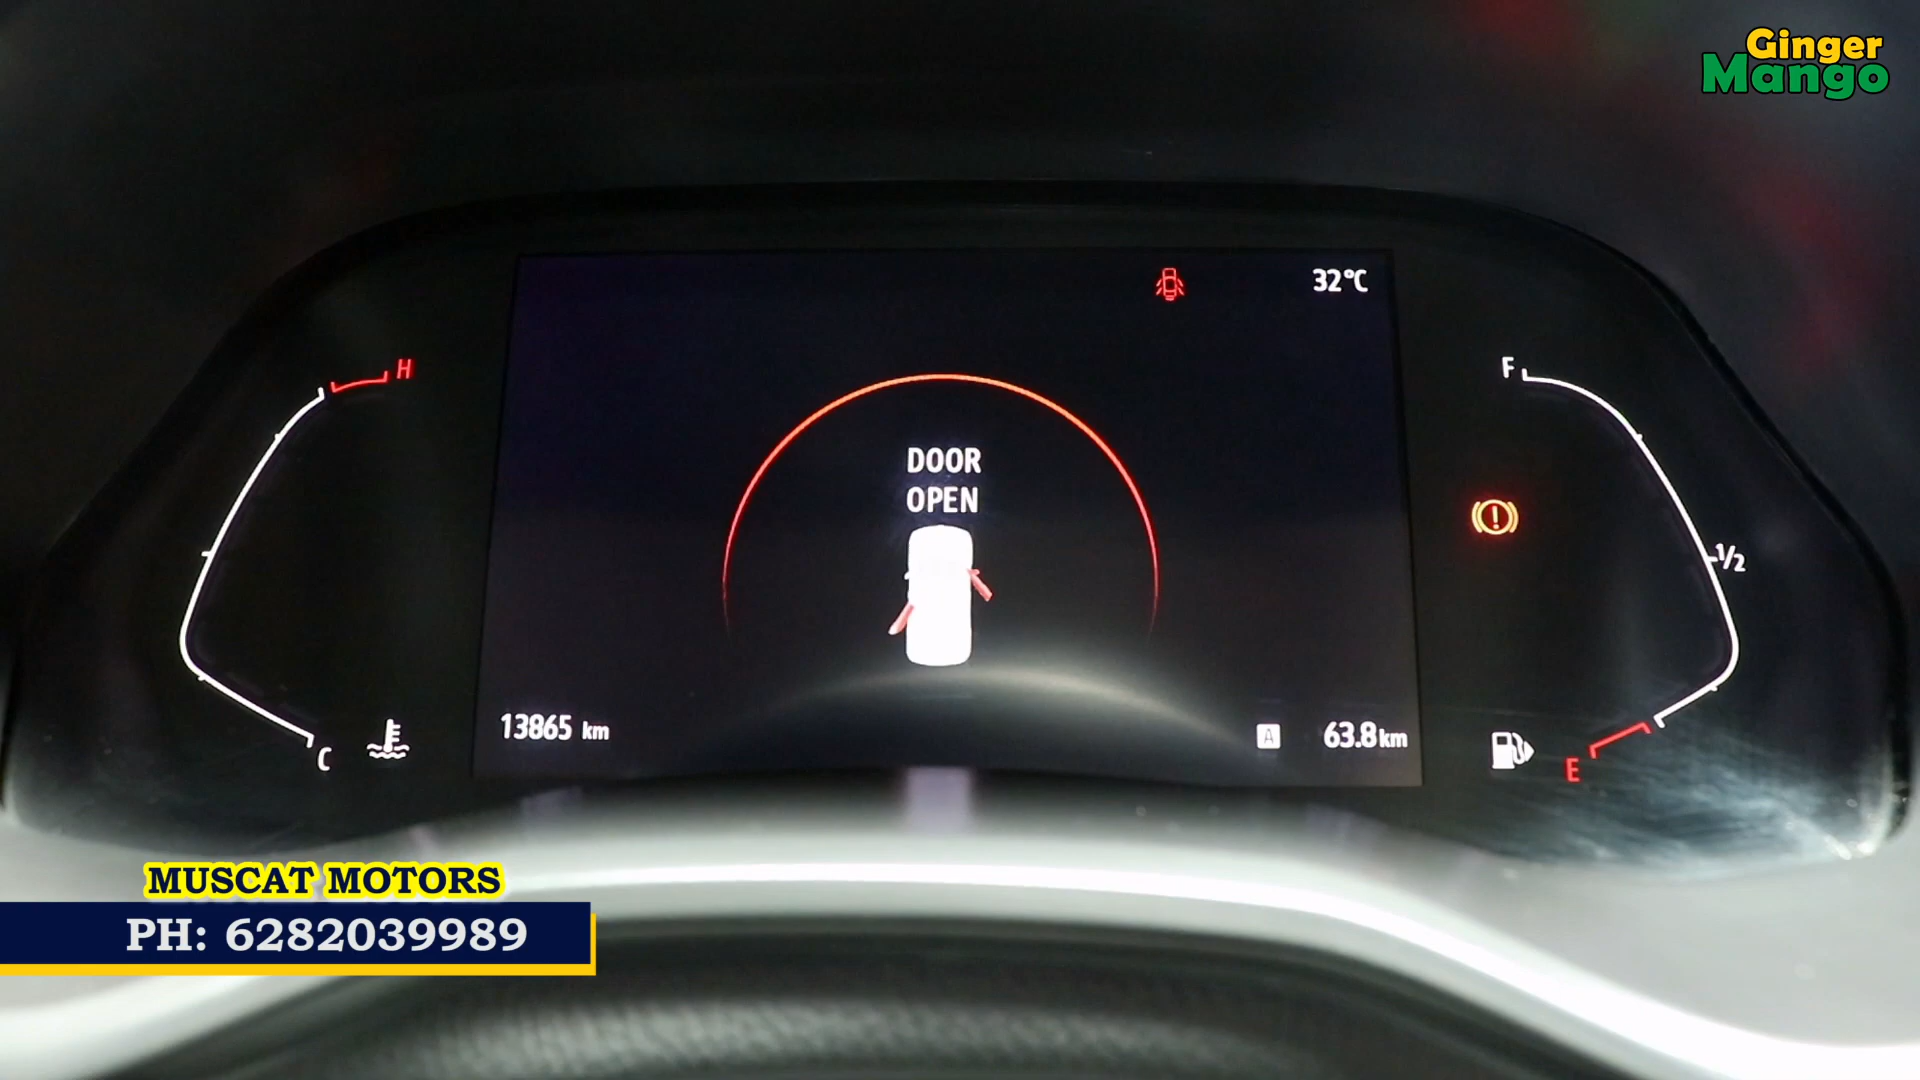 Ginger
Mango
32°C
H
F
DOOR
OPEN
1/2
13865 km
A
63.8km
C
E
MUSCAT MOTORS
PH: 6282039989